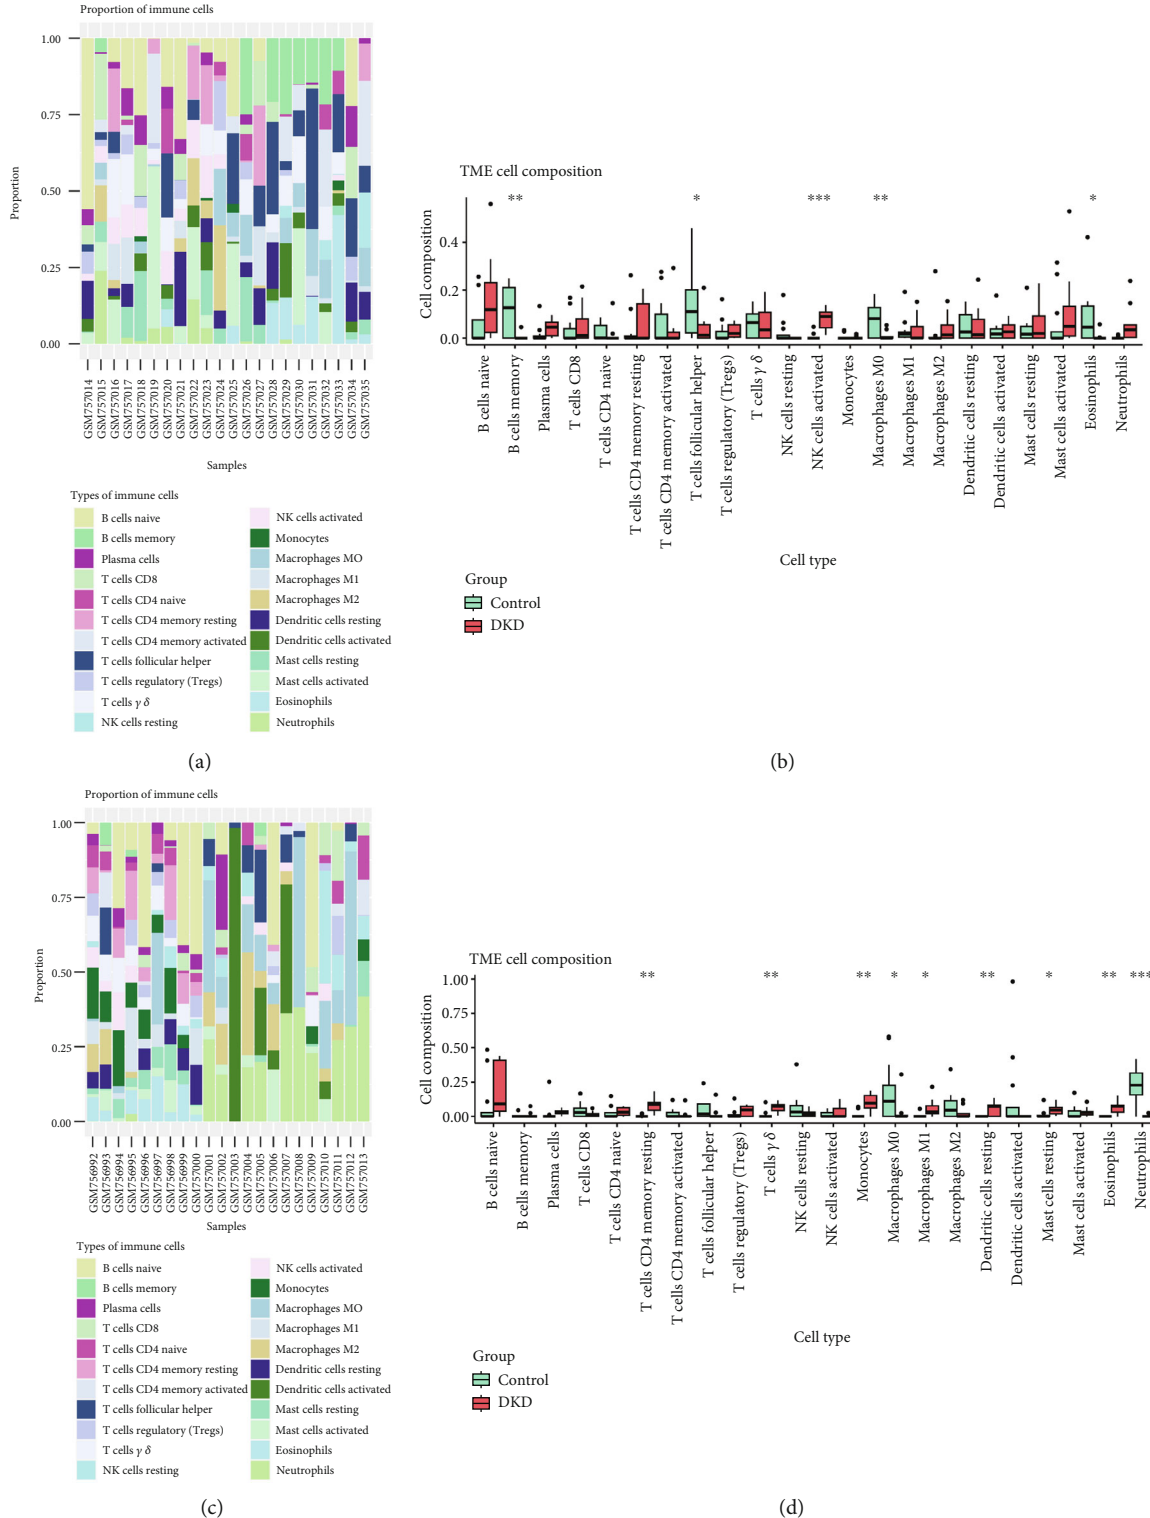 Proportion of immune cells
1.00
0.75
0.50
0.25
0.00
Proportion
GSM757014
GSM757015
GSM757016
GSM757017
GSM757018
GSM757019
GSM757020
GSM757021
GSM757022
GSM757023
GSM757024
GSM757025
GSM757026
GSM757027
GSM757028
GSM757029
GSM757030
GSM757031
GSM757032
GSM757033
GSM757034
GSM757035
Samples
Types of immune cells
B cells naive
B cells memory
Plasma cells
T cells CD8
T cells CD4 naive
T cells CD4 memory resting
T cells CD4 memory activated
T cells follicular helper
T cells regulatory (Tregs)
T cells γ δ
NK cells resting
NK cells activated
Monocytes
Macrophages MO
Macrophages M1
Macrophages M2
Dendritic cells resting
Dendritic cells activated
Mast cells resting
Mast cells activated
Eosinophils
Neutrophils
(a)
TME cell composition
** * *** ** *
0.4
0.2
0.0
Cell composition
B cells naive
B cells memory
Plasma cells
T cells CD8
T cells CD4 naive
T cells CD4 memory resting
T cells CD4 memory activated
T cells follicular helper
T cells regulatory (Tregs)
T cells γ δ
NK cells resting
NK cells activated
Monocytes
Macrophages M0
Macrophages M1
Macrophages M2
Dendritic cells resting
Dendritic cells activated
Mast cells resting
Mast cells activated
Eosinophils
Neutrophils
Cell type
Group
Control
DKD
(b)
Proportion of immune cells
1.00
0.75
0.50
0.25
0.00
Proportion
GSM756992
GSM756993
GSM756994
GSM756995
GSM756996
GSM756997
GSM756998
GSM756999
GSM757000
GSM757001
GSM757002
GSM757003
GSM757004
GSM757005
GSM757006
GSM757007
GSM757008
GSM757009
GSM757010
GSM757011
GSM757012
GSM757013
Samples
Types of immune cells
B cells naive
B cells memory
Plasma cells
T cells CD8
T cells CD4 naive
T cells CD4 memory resting
T cells CD4 memory activated
T cells follicular helper
T cells regulatory (Tregs)
T cells γ δ
NK cells resting
NK cells activated
Monocytes
Macrophages MO
Macrophages M1
Macrophages M2
Dendritic cells resting
Dendritic cells activated
Mast cells resting
Mast cells activated
Eosinophils
Neutrophils
(c)
TME cell composition
** ** ** * * ** * ** ***
1.00
0.75
0.50
0.25
0.00
Cell composition
B cells naive
B cells memory
Plasma cells
T cells CD8
T cells CD4 naive
T cells CD4 memory resting
T cells CD4 memory activated
T cells follicular helper
T cells regulatory (Tregs)
T cells γ δ
NK cells resting
NK cells activated
Monocytes
Macrophages M0
Macrophages M1
Macrophages M2
Dendritic cells resting
Dendritic cells activated
Mast cells resting
Mast cells activated
Eosinophils
Neutrophils
Cell type
Group
Control
DKD
(d)